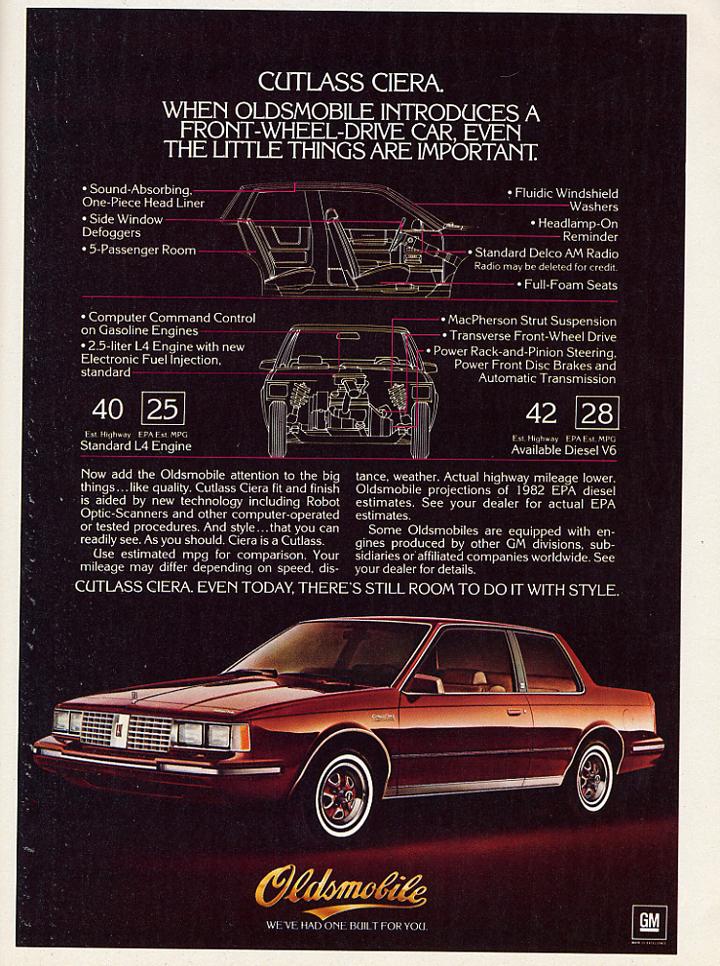 CUTLASS CIERA.
WHEN OLDSMOBILE INTRODUCES A
FRONT-WHEEL-DRIVE CAR, EVEN
THE LITTLE THINGS ARE IMPORTANT.
• Sound-Absorbing,
One-Piece Head Liner
• Side Window
Defoggers
• 5-Passenger Room
• Fluidic Windshield
Washers
• Headlamp-On
Reminder
• Standard Delco AM Radio
Radio may be deleted for credit.
• Full-Foam Seats
• Computer Command Control
on Gasoline Engines
• 2.5-liter L4 Engine with new
Electronic Fuel Injection,
standard
40 25
Est. Highway EPA Est. MPG
Standard L4 Engine
• MacPherson Strut Suspension
• Transverse Front-Wheel Drive
• Power Rack-and-Pinion Steering,
Power Front Disc Brakes and
Automatic Transmission
42 28
Est. Highway EPA Est. MPG
Available Diesel V6
Now add the Oldsmobile attention to the big
things...like quality. Cutlass Ciera fit and finish
is aided by new technology including Robot
Optic-Scanners and other computer-operated
or tested procedures. And style...that you can
readily see. As you should. Ciera is a Cutlass.
Use estimated mpg for comparison. Your
mileage may differ depending on speed, dis-
tance, weather. Actual highway mileage lower.
Oldsmobile projections of 1982 EPA diesel
estimates. See your dealer for actual EPA
estimates.
Some Oldsmobiles are equipped with en-
gines produced by other GM divisions, sub-
sidiaries or affiliated companies worldwide. See
your dealer for details.
CUTLASS CIERA. EVEN TODAY, THERE'S STILL ROOM TO DO IT WITH STYLE.
Oldsmobile
WE'VE HAD ONE BUILT FOR YOU.
GM